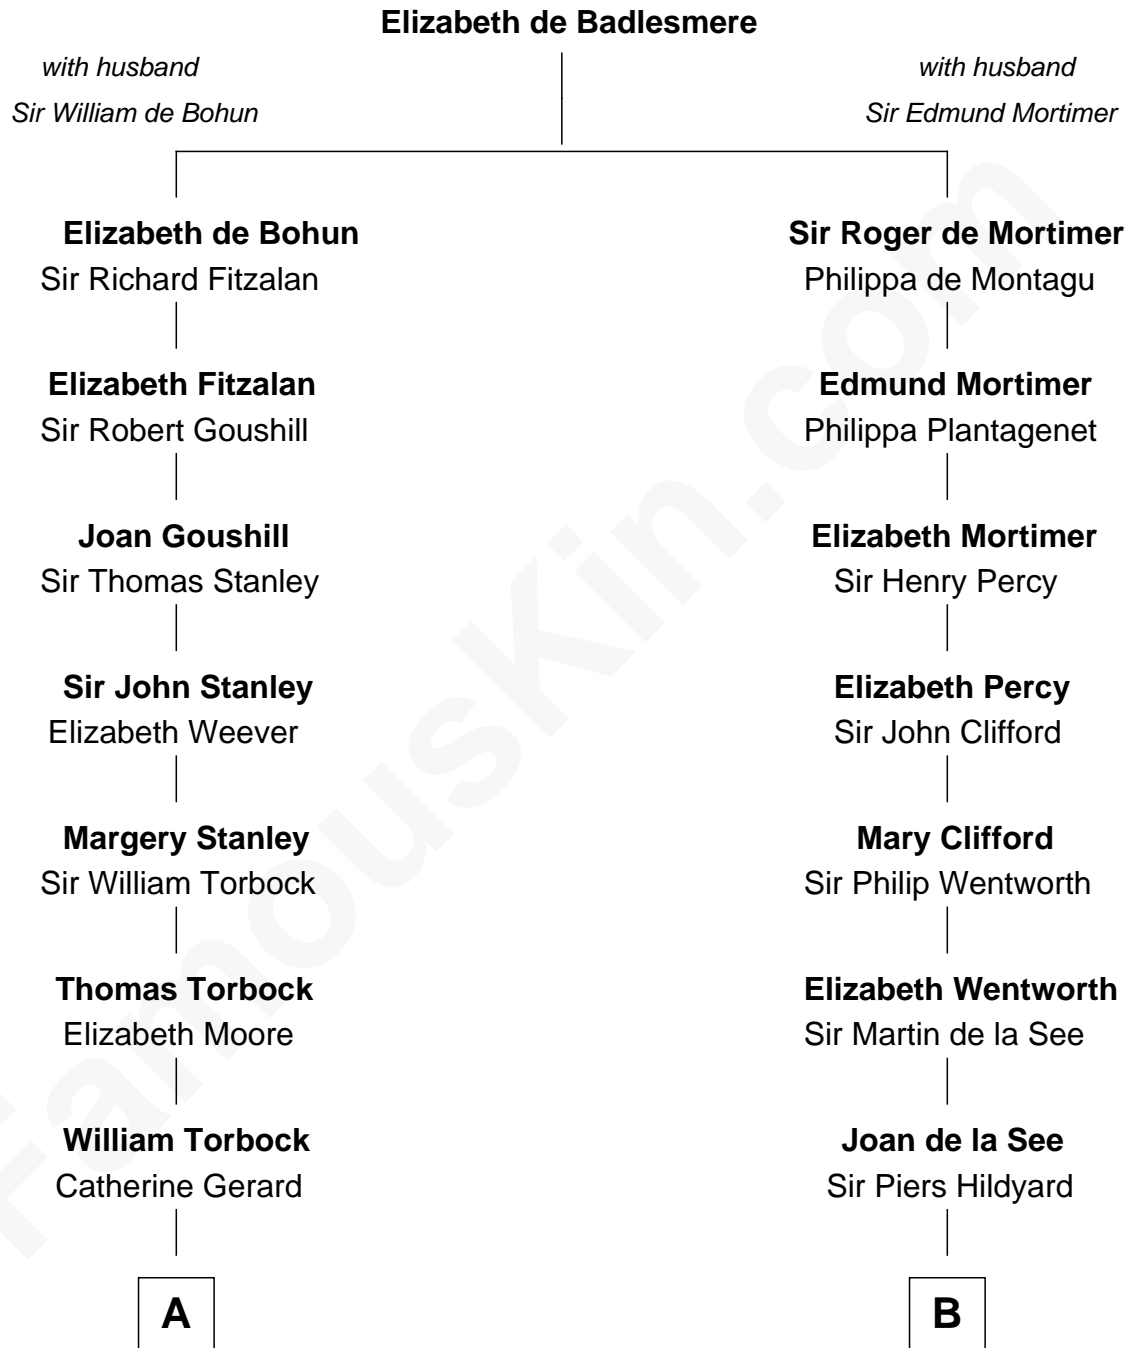 Elizabeth de Badlesmere
with husband
Sir William de Bohun
with husband
Sir Edmund Mortimer
Elizabeth de Bohun
Sir Richard Fitzalan
Sir Roger de Mortimer
Philippa de Montagu
Elizabeth Fitzalan
Sir Robert Goushill
Edmund Mortimer
Philippa Plantagenet
Joan Goushill
Sir Thomas Stanley
Elizabeth Mortimer
Sir Henry Percy
Sir John Stanley
Elizabeth Weever
Elizabeth Percy
Sir John Clifford
Margery Stanley
Sir William Torbock
Mary Clifford
Sir Philip Wentworth
Thomas Torbock
Elizabeth Moore
Elizabeth Wentworth
Sir Martin de la See
William Torbock
Catherine Gerard
Joan de la See
Sir Piers Hildyard
A
B
FamousKin.com